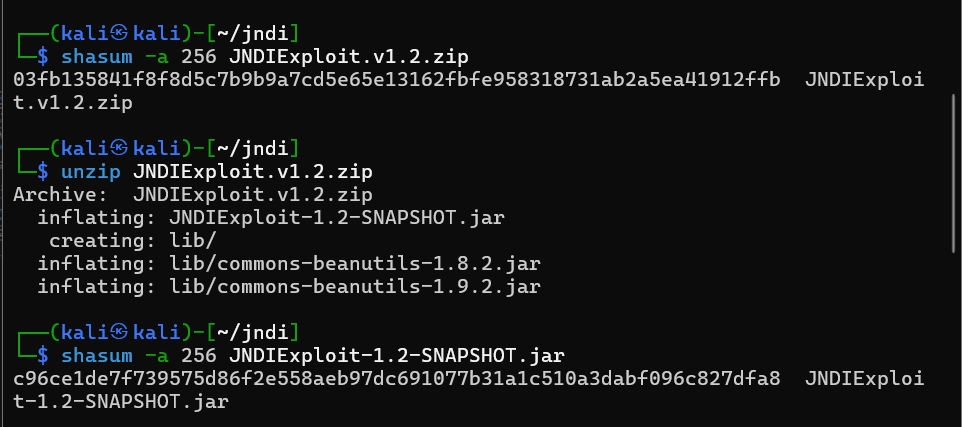 ┌──(kali㉿kali)-[~/jndi]
└─$ shasum -a 256 JNDIExploit.v1.2.zip
03fb135841f8f8d5c7b9b9a7cd5e65e13162fbfe958318731ab2a5ea41912ffb  JNDIExploi
t.v1.2.zip

┌──(kali㉿kali)-[~/jndi]
└─$ unzip JNDIExploit.v1.2.zip
Archive:  JNDIExploit.v1.2.zip
  inflating: JNDIExploit-1.2-SNAPSHOT.jar
   creating: lib/
  inflating: lib/commons-beanutils-1.8.2.jar
  inflating: lib/commons-beanutils-1.9.2.jar

┌──(kali㉿kali)-[~/jndi]
└─$ shasum -a 256 JNDIExploit-1.2-SNAPSHOT.jar
c96ce1de7f739575d86f2e558aeb97dc691077b31a1c510a3dabf096c827dfa8  JNDIExploi
t-1.2-SNAPSHOT.jar